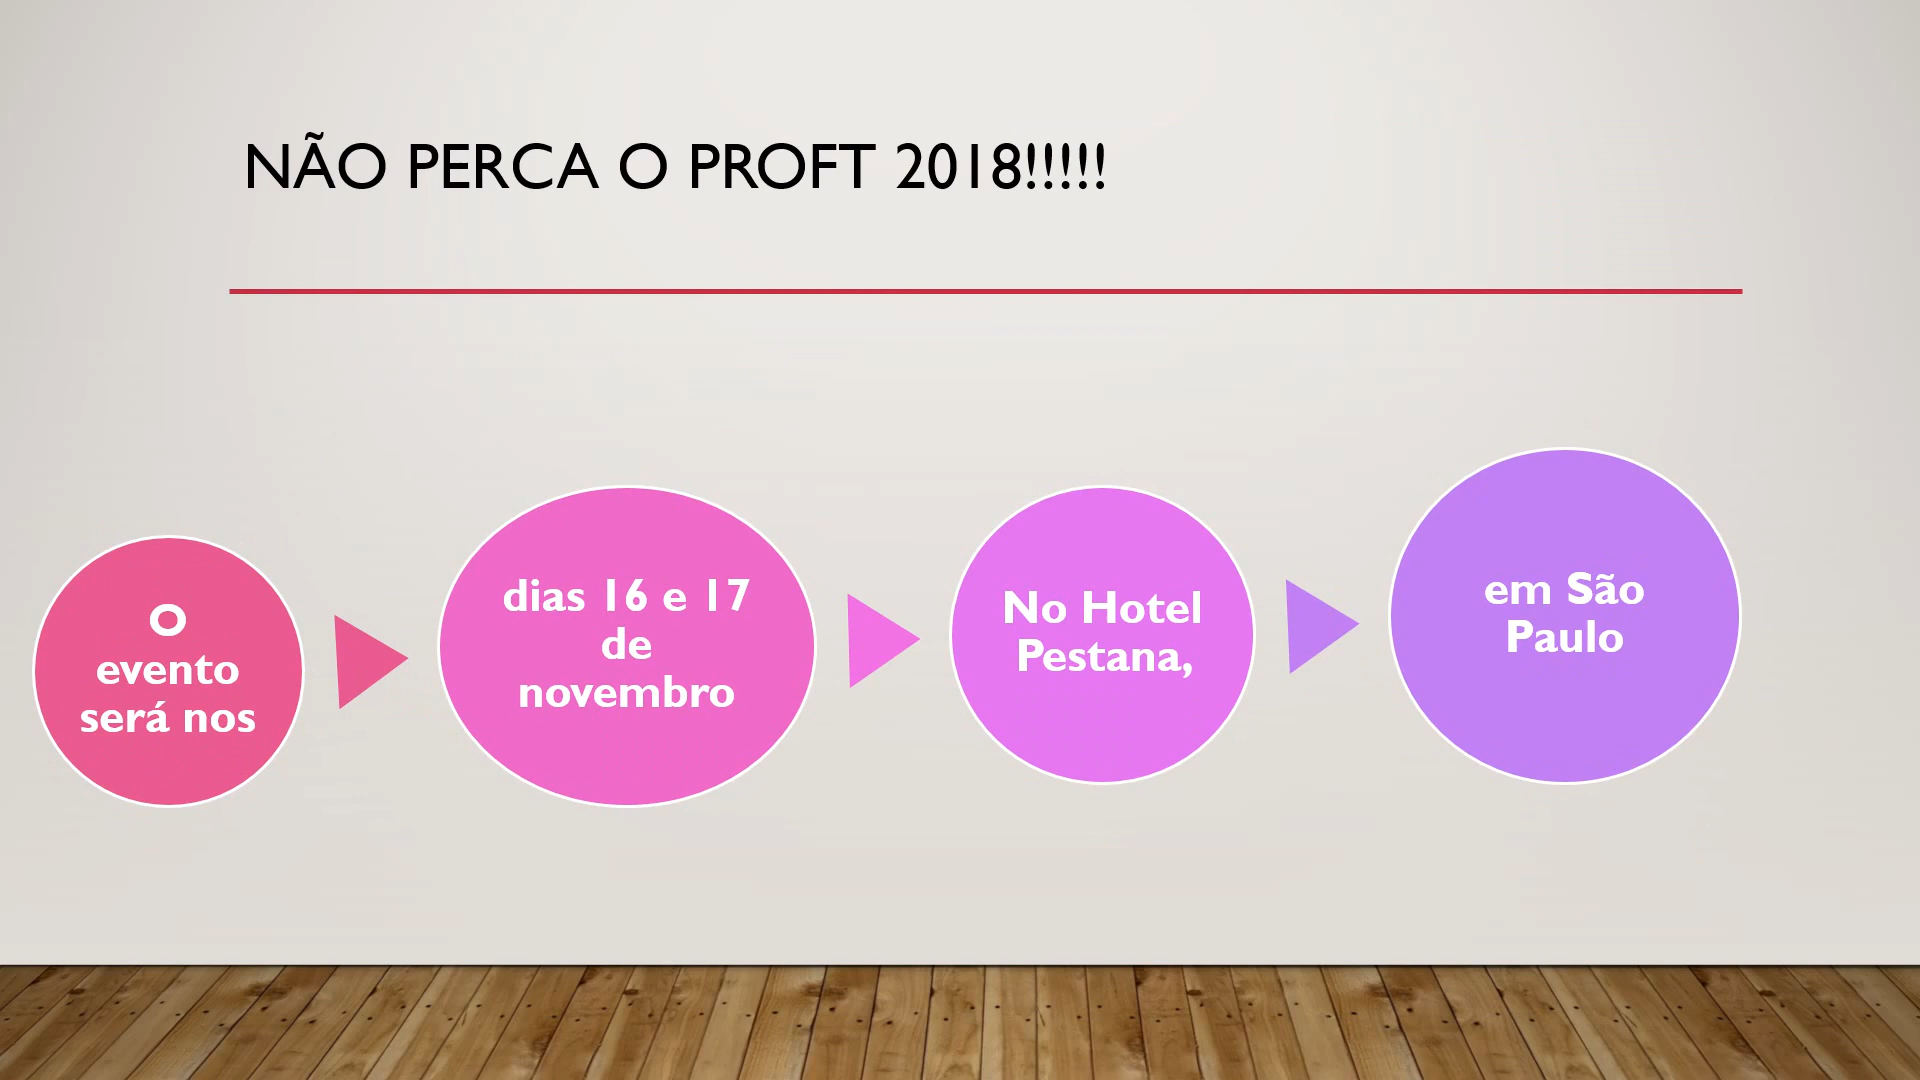 NÃO PERCA O PROFT 2018!!!!!
O
evento
será nos
dias 16 e 17
de
novembro
No Hotel
Pestana,
em São
Paulo